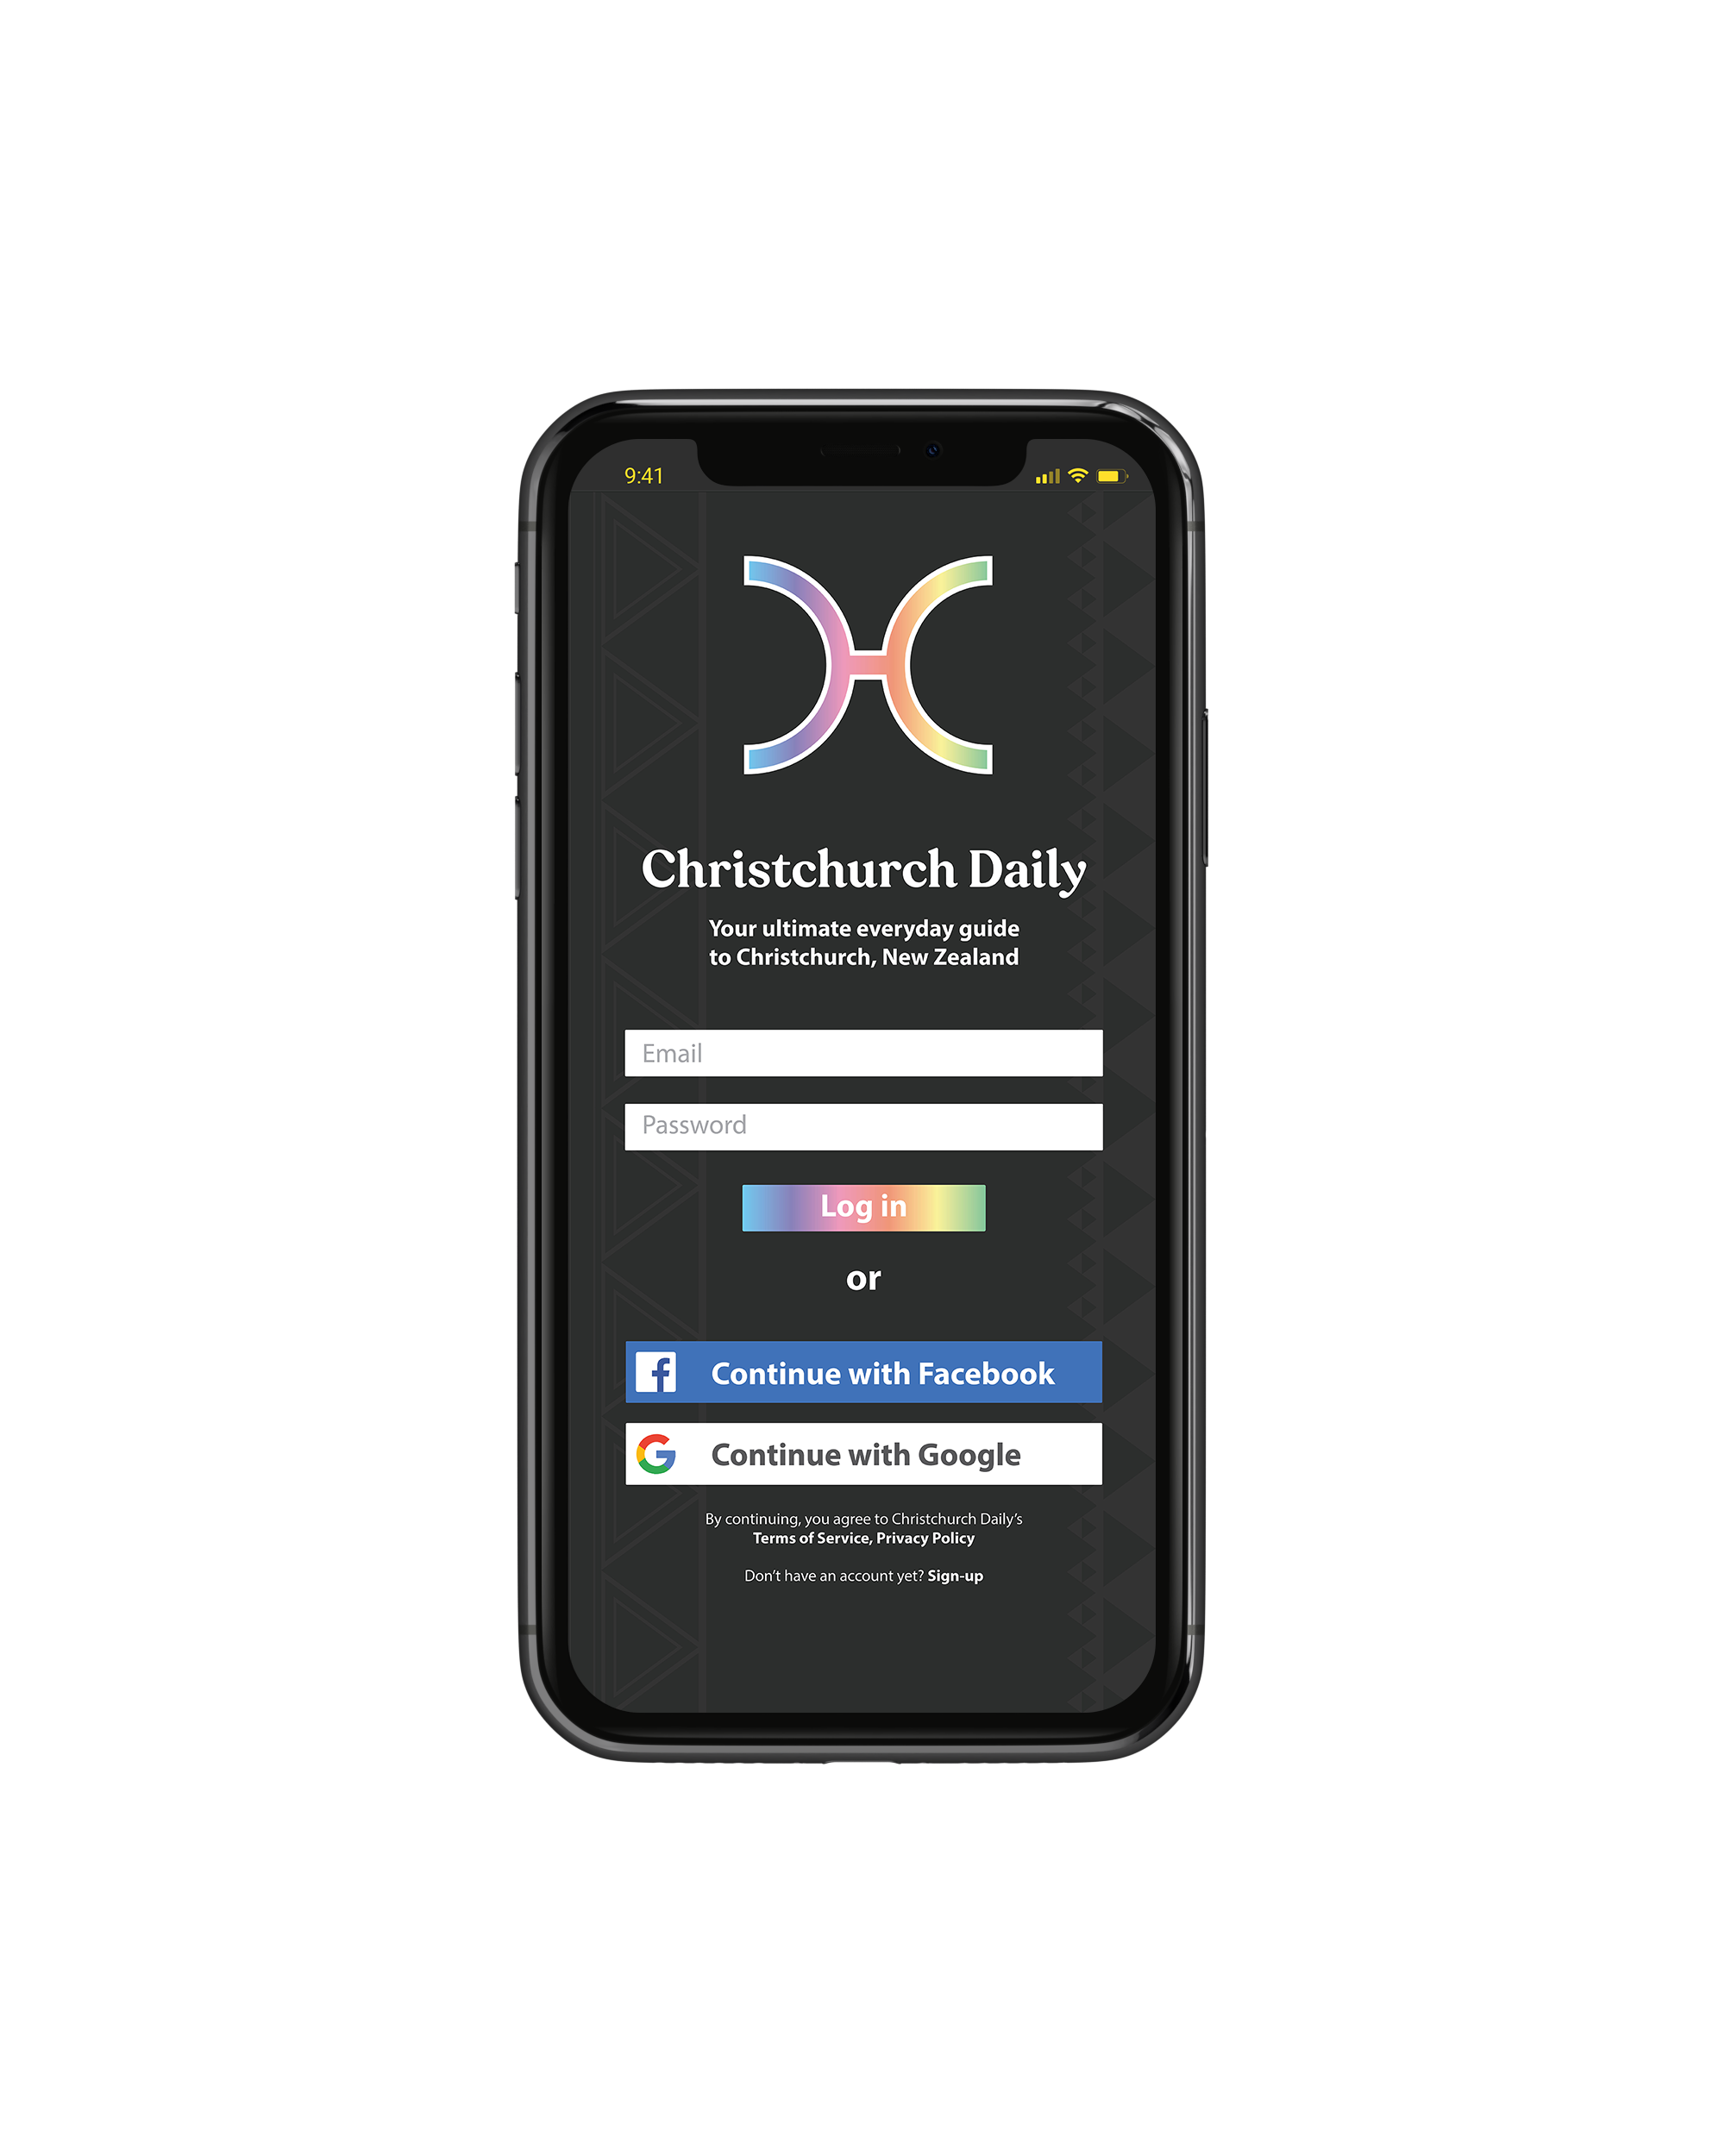 9:41
Christchurch Daily
Your ultimate everyday guide
to Christchurch, New Zealand
Email
Password
Log in
or
Continue with Facebook
Continue with Google
By continuing, you agree to Christchurch Daily’s
Terms of Service, Privacy Policy
Don’t have an account yet? Sign-up